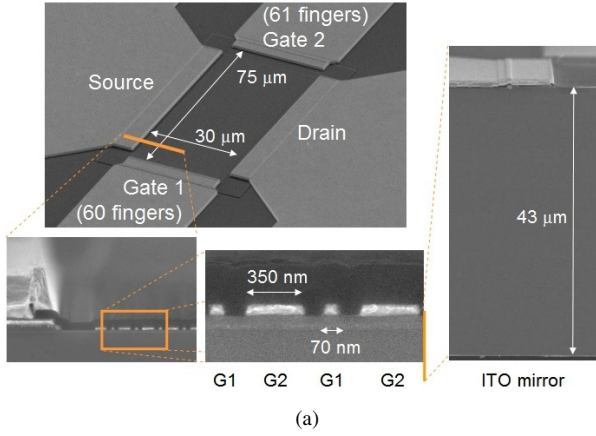 (61 fingers)
Gate 2
Source
75 μm
30 μm
Drain
Gate 1
(60 fingers)
43 μm
350 nm
70 nm
G1 G2 G1 G2
ITO mirror
(a)